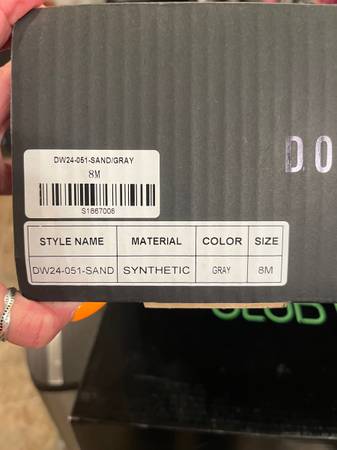 DW24-051-SAND/GRAY
8M
S1867006
D.O
STYLE NAME MATERIAL COLOR SIZE
DW24-051-SAND SYNTHETIC GRAY 8M